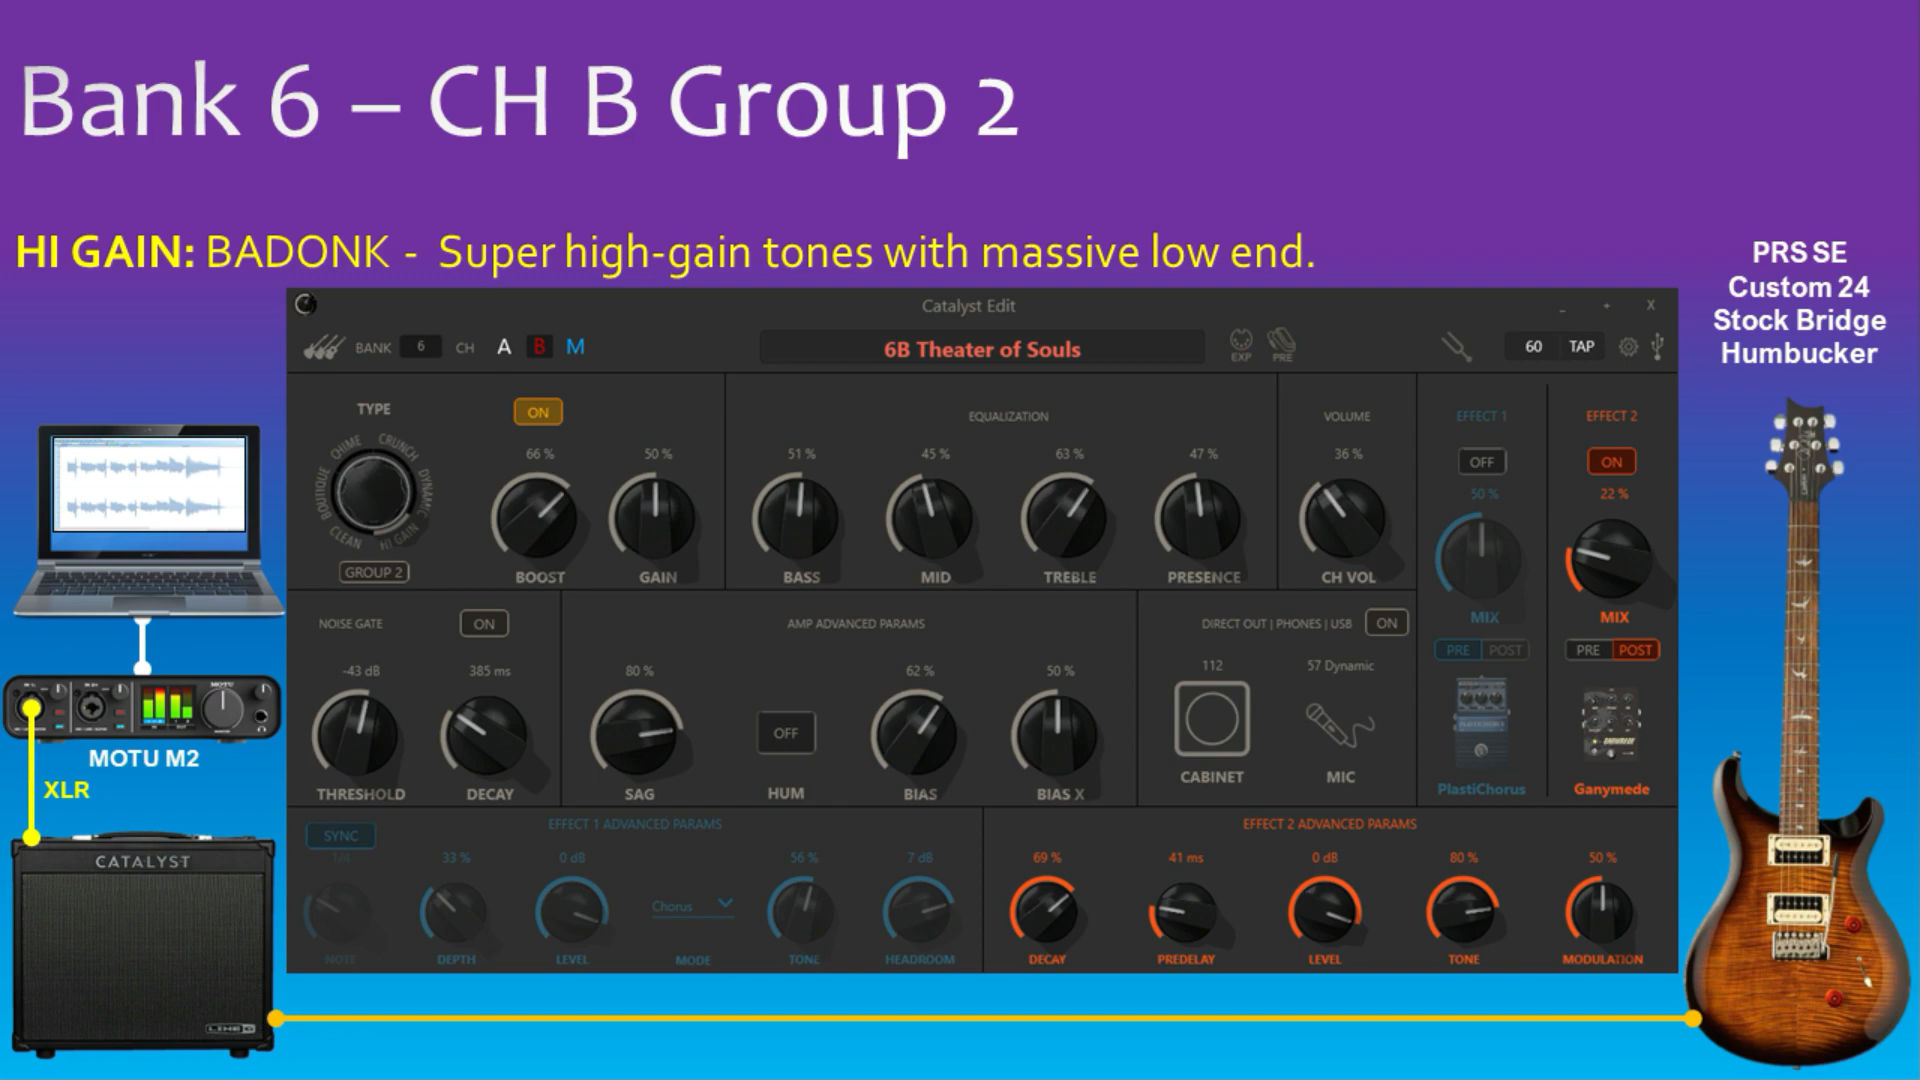 Bank 6 – CH B Group 2
HI GAIN: BADONK - Super high-gain tones with massive low end.
PRS SE
Custom 24
Stock Bridge
Humbucker
Catalyst Edit
BANK 6 CH A B M
6B Theater of Souls
EXP PRE
60 TAP
TYPE
CLEAN BOUTIQUE CHIME CRUNCH DYNAMIC HI GAIN
GROUP 2
ON
66 % 50 %
BOOST GAIN
EQUALIZATION
51 % 45 % 63 % 47 %
BASS MID TREBLE PRESENCE
VOLUME
36 %
CH VOL
EFFECT 1
OFF
50 %
MIX
PRE POST
PlastiChorus
EFFECT 2
ON
22 %
MIX
PRE POST
GANYMEDE
Ganymede
NOISE GATE ON
-43 dB 385 ms
THRESHOLD DECAY
AMP ADVANCED PARAMS
80 % 62 % 50 %
OFF
SAG HUM BIAS BIAS X
DIRECT OUT | PHONES | USB ON
112 57 Dynamic
CABINET MIC
EFFECT 1 ADVANCED PARAMS
SYNC
33 % 0 dB 56 % 7 dB
Chorus
NOTE DEPTH LEVEL MODE TONE HEADROOM
EFFECT 2 ADVANCED PARAMS
69 % 41 ms 0 dB 80 % 50 %
DECAY PREDELAY LEVEL TONE MODULATION
MOTU
MOTU M2
XLR
CATALYST
LINE 6